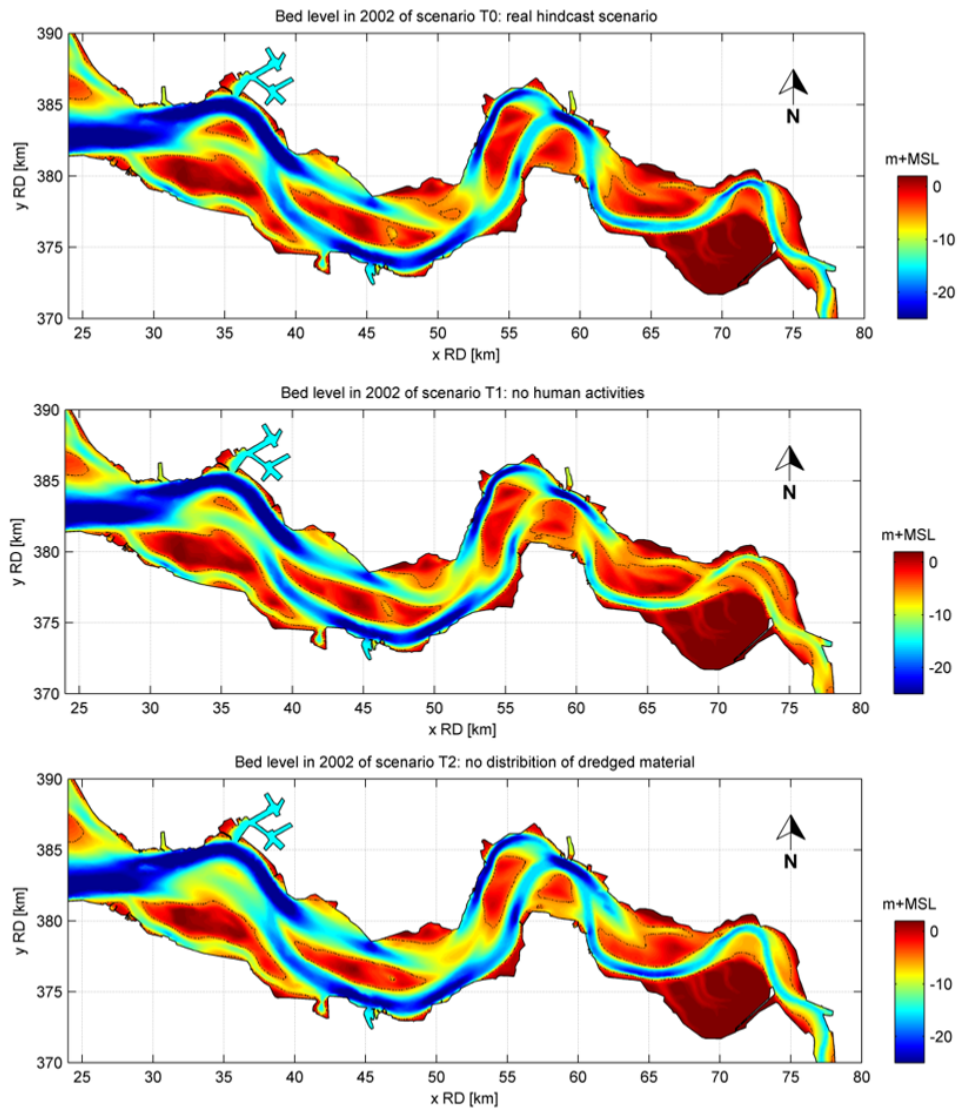 Bed level in 2002 of scenario T0: real hindcast scenario
390
385
380
375
370
y RD [km]
25 30 35 40 45 50 55 60 65 70 75 80
x RD [km]
N
m+MSL
0
-10
-20
Bed level in 2002 of scenario T1: no human activities
390
385
380
375
370
y RD [km]
25 30 35 40 45 50 55 60 65 70 75 80
x RD [km]
N
m+MSL
0
-10
-20
Bed level in 2002 of scenario T2: no distribition of dredged material
390
385
380
375
370
y RD [km]
25 30 35 40 45 50 55 60 65 70 75 80
x RD [km]
N
m+MSL
0
-10
-20